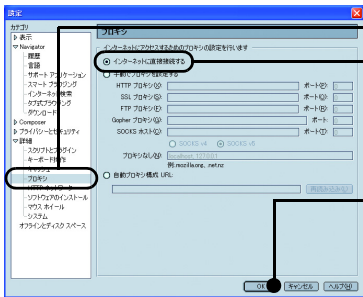 設定
カテゴリ
表示
Navigator
履歴
言語
サポート アプリケーション
スマート ブラウジング
インターネット検索
タブ式ブラウジング
ダウンロード
Composer
プライバシーとセキュリティ
詳細
スクリプトとプラグイン
キーボード操作
キャッシュ
プロキシ
HTTP ネットワーク
ソフトウェアのインストール
マウス ホイール
システム
オフラインとディスク スペース
プロキシ
インターネットにアクセスするためのプロキシの設定を行います
インターネットに直接接続する
手動でプロキシを設定する
HTTP プロキシ(X) ポート(P):
SSL プロキシ(S) ポート(O):
FTP プロキシ(F) ポート(R):
Gopher プロキシ(G) ポート:
SOCKS ホスト(C) ポート(T):
SOCKS v4 SOCKS v5
プロキシなし(N) localhost, 127.0.0.1
例:mozilla.org, .net.nz
自動プロキシ構成 URL:
再読み込み(D)
OK キャンセル ヘルプ(H)